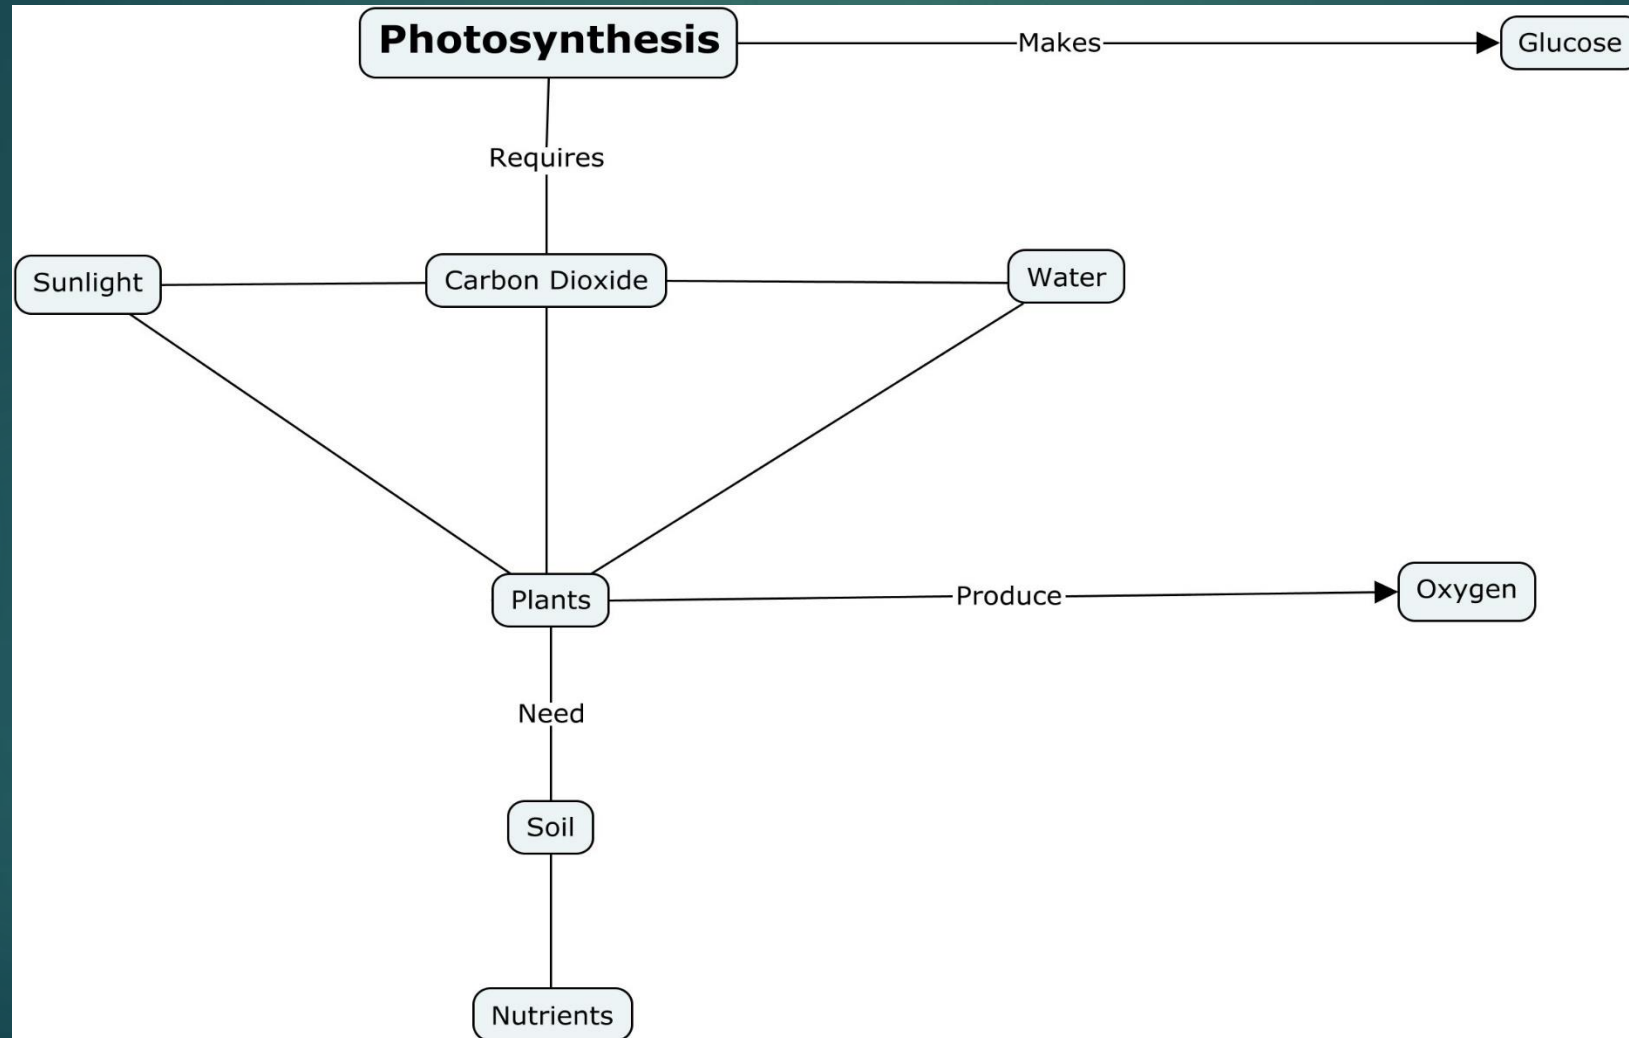 Photosynthesis
Makes
Glucose
Requires
Sunlight
Carbon Dioxide
Water
Plants
Produce
Oxygen
Need
Soil
Nutrients